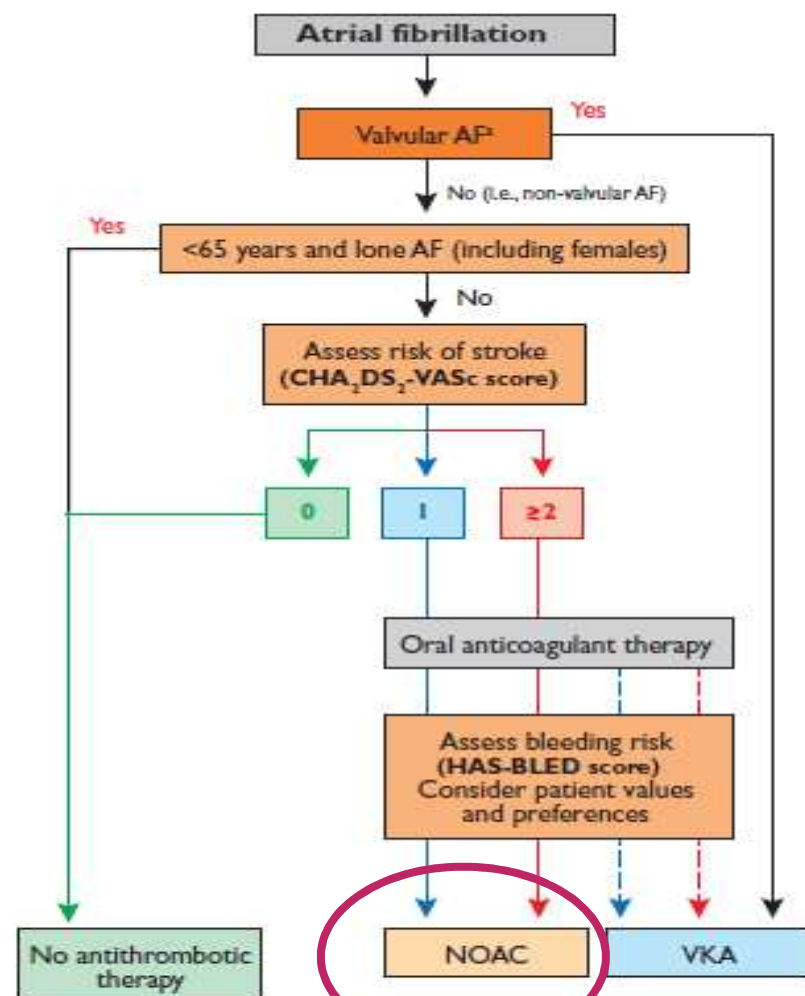 Atrial fibrillation
Valvular AFª
Yes
No (i.e., non-valvular AF)
Yes
<65 years and lone AF (including females)
No
Assess risk of stroke
(CHA₂DS₂-VASc score)
0
1
≥2
Oral anticoagulant therapy
Assess bleeding risk
(HAS-BLED score)
Consider patient values
and preferences
No antithrombotic
therapy
NOAC
VKA